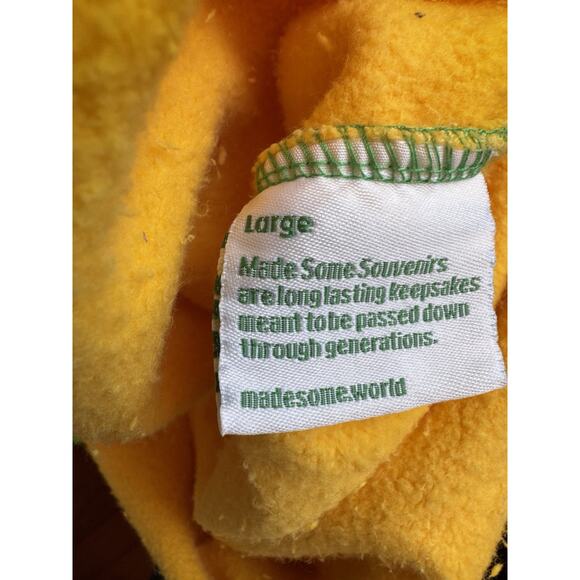 Large
Made Some Souvenirs
are long lasting keepsakes
meant to be passed down
through generations.
madesome.world